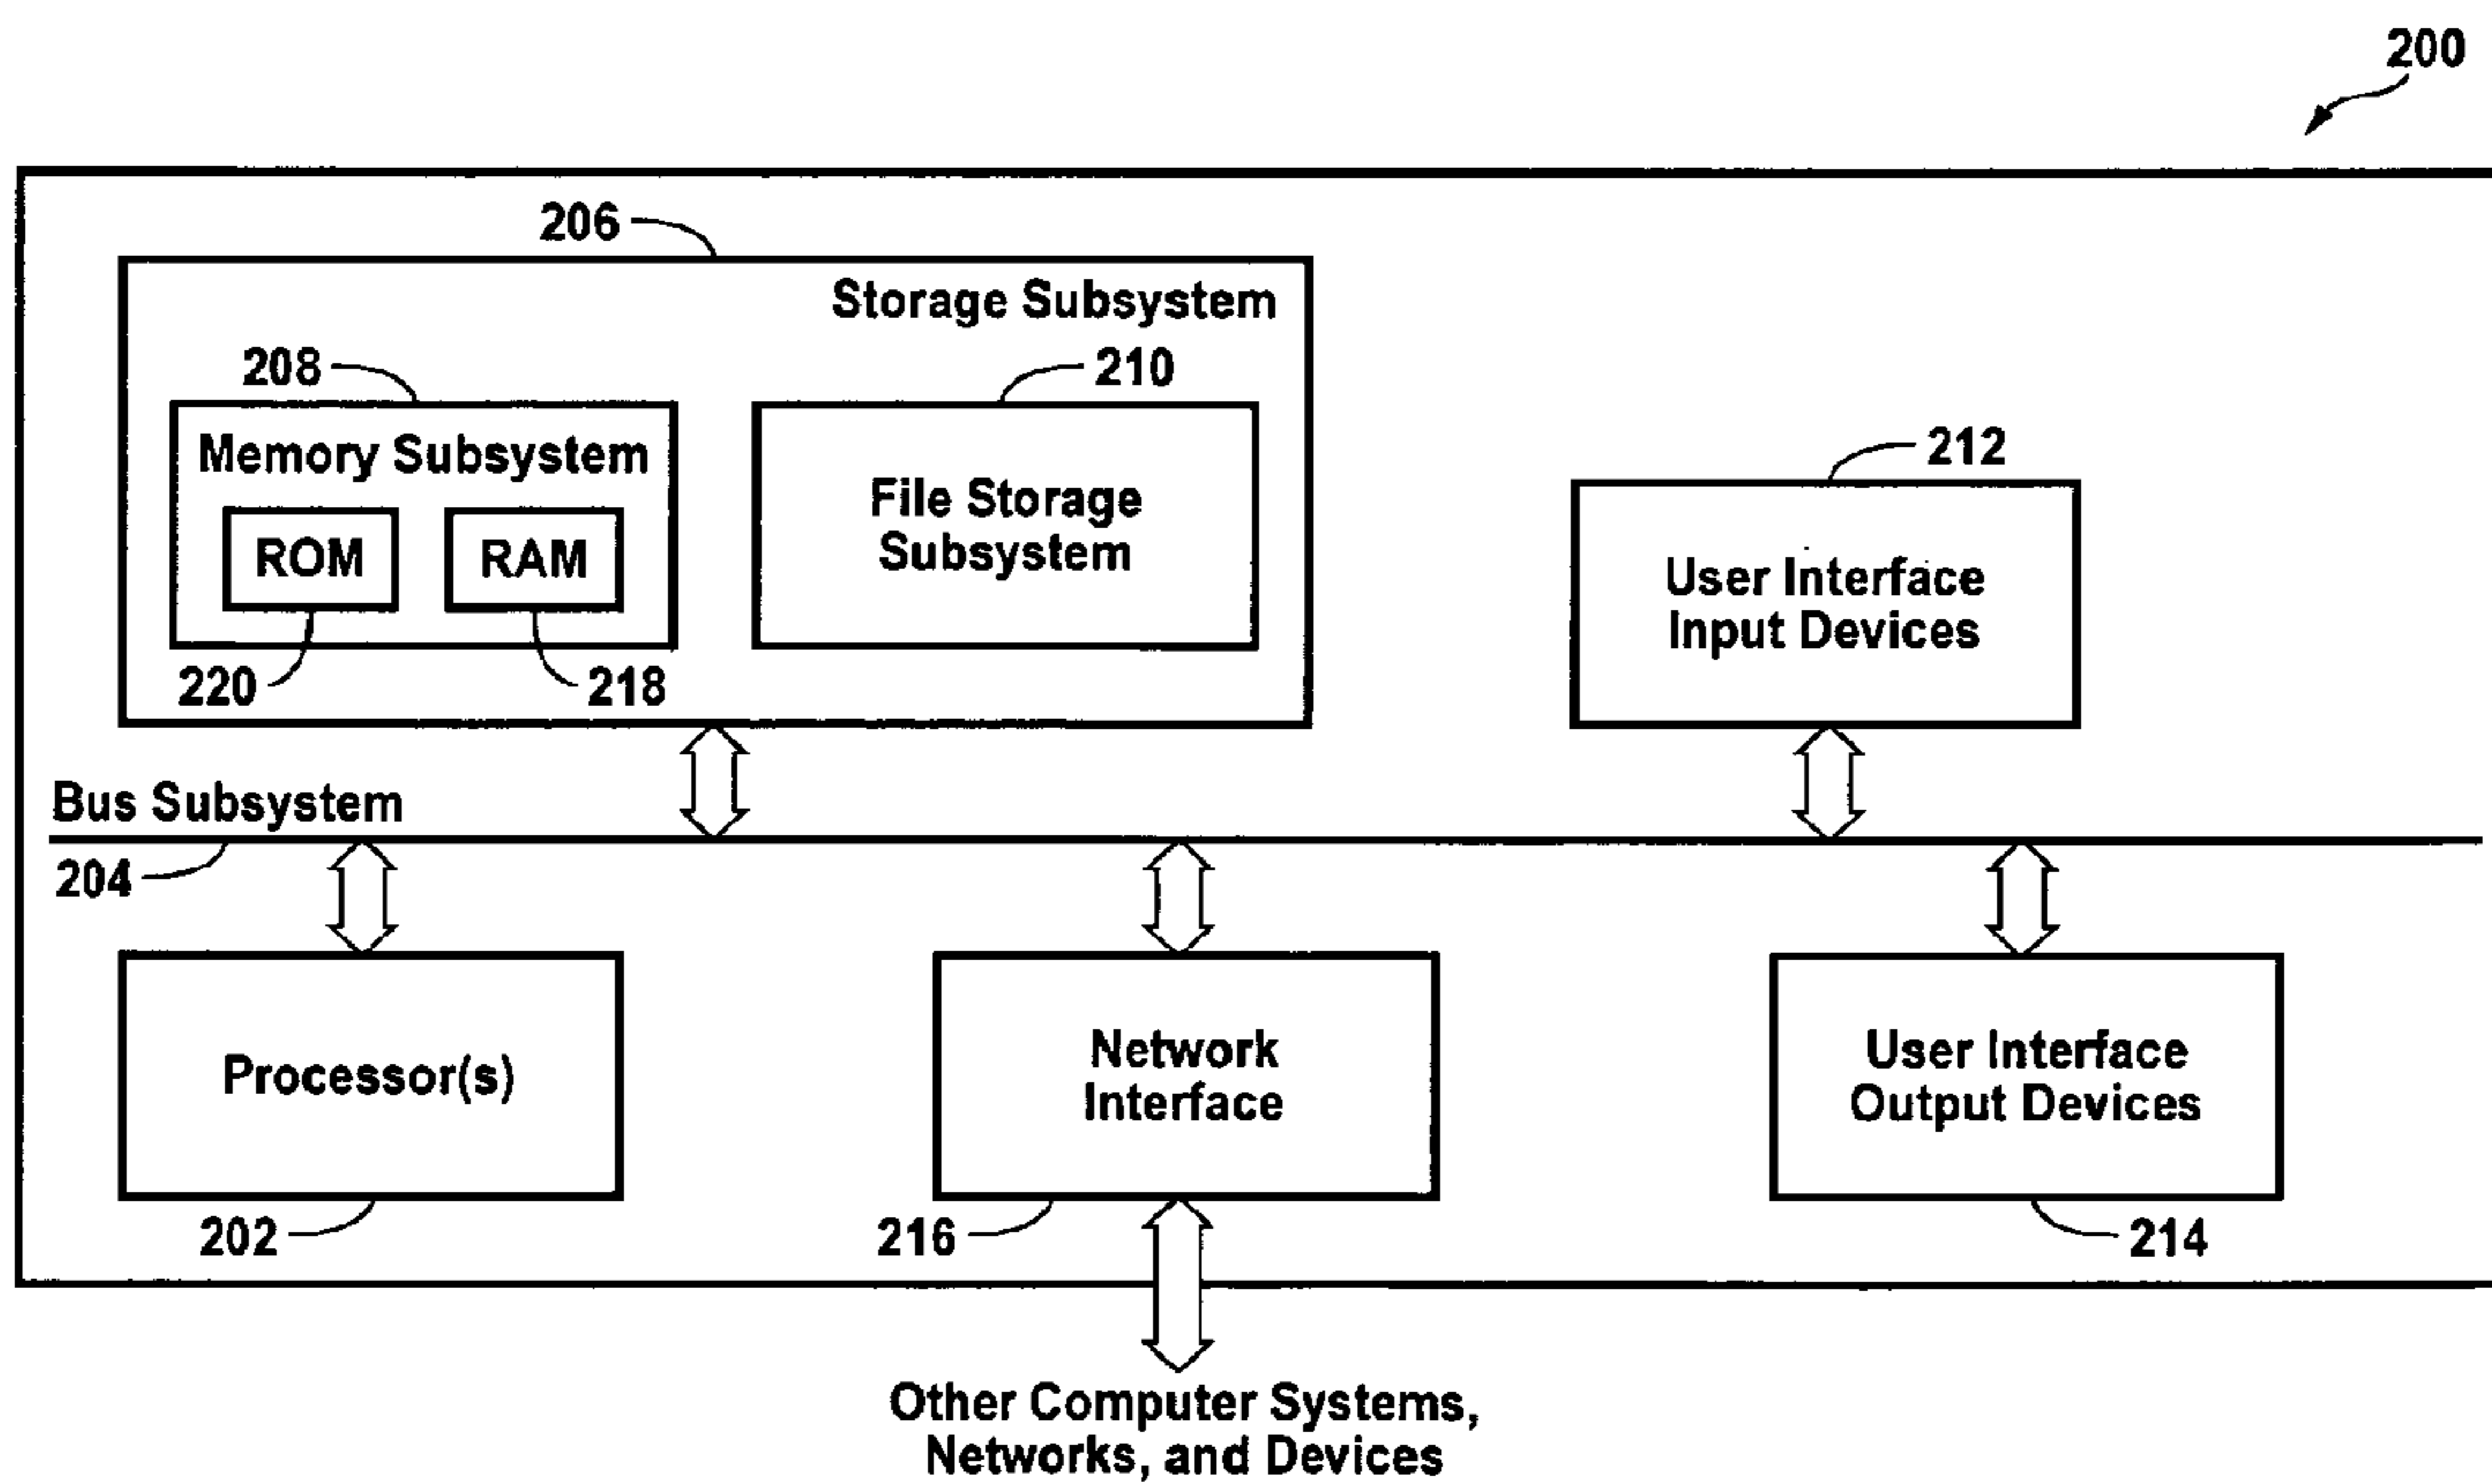 200
206
Storage Subsystem
208
210
Memory Subsystem
ROM
RAM
220
218
File Storage
Subsystem
212
User Interface
Input Devices
Bus Subsystem
204
Processor(s)
202
Network
Interface
216
User Interface
Output Devices
214
Other Computer Systems,
Networks, and Devices